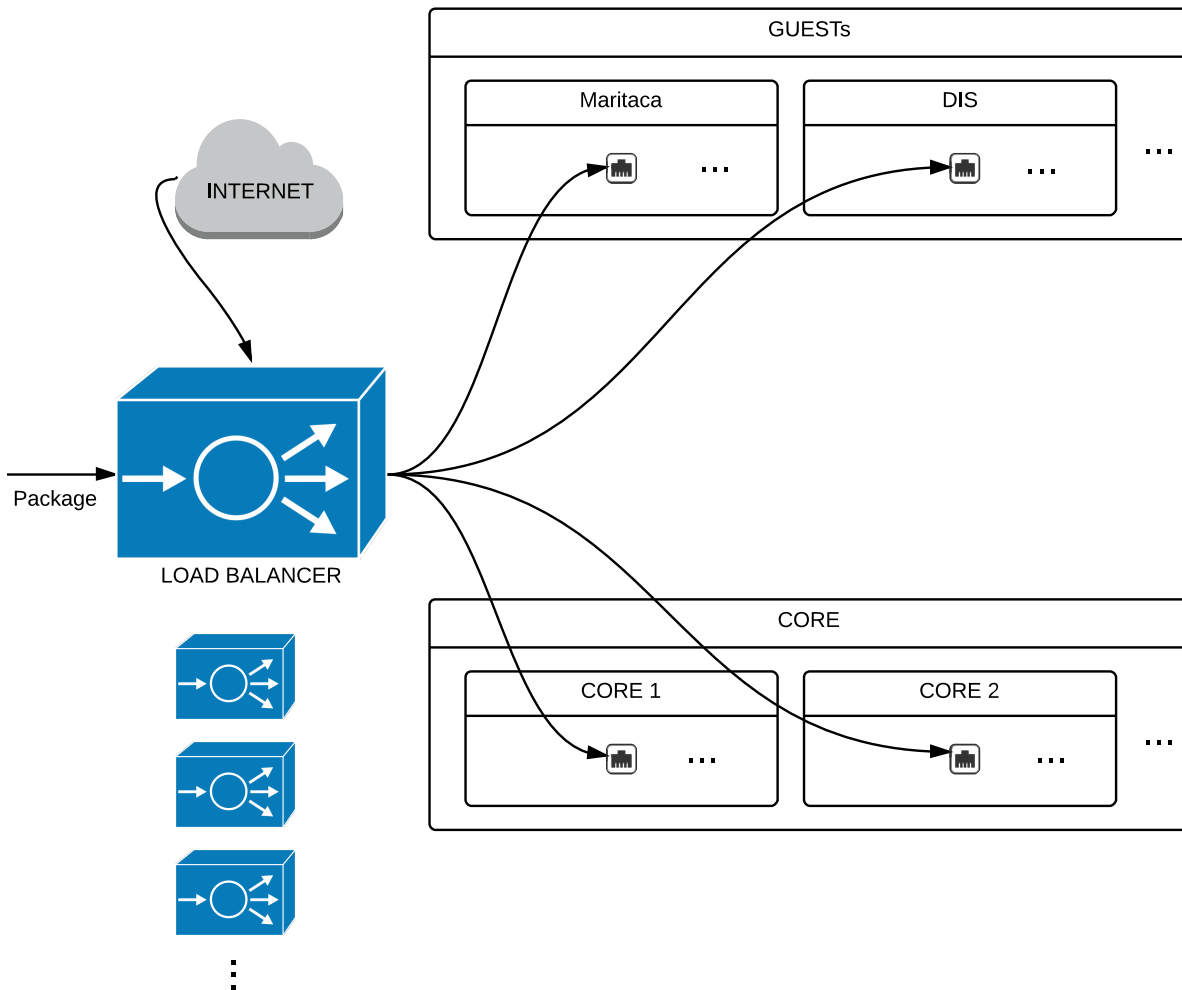 GUESTs
Maritaca
DIS
...
...
...
INTERNET
Package
LOAD BALANCER
CORE
CORE 1
CORE 2
...
...
...
...